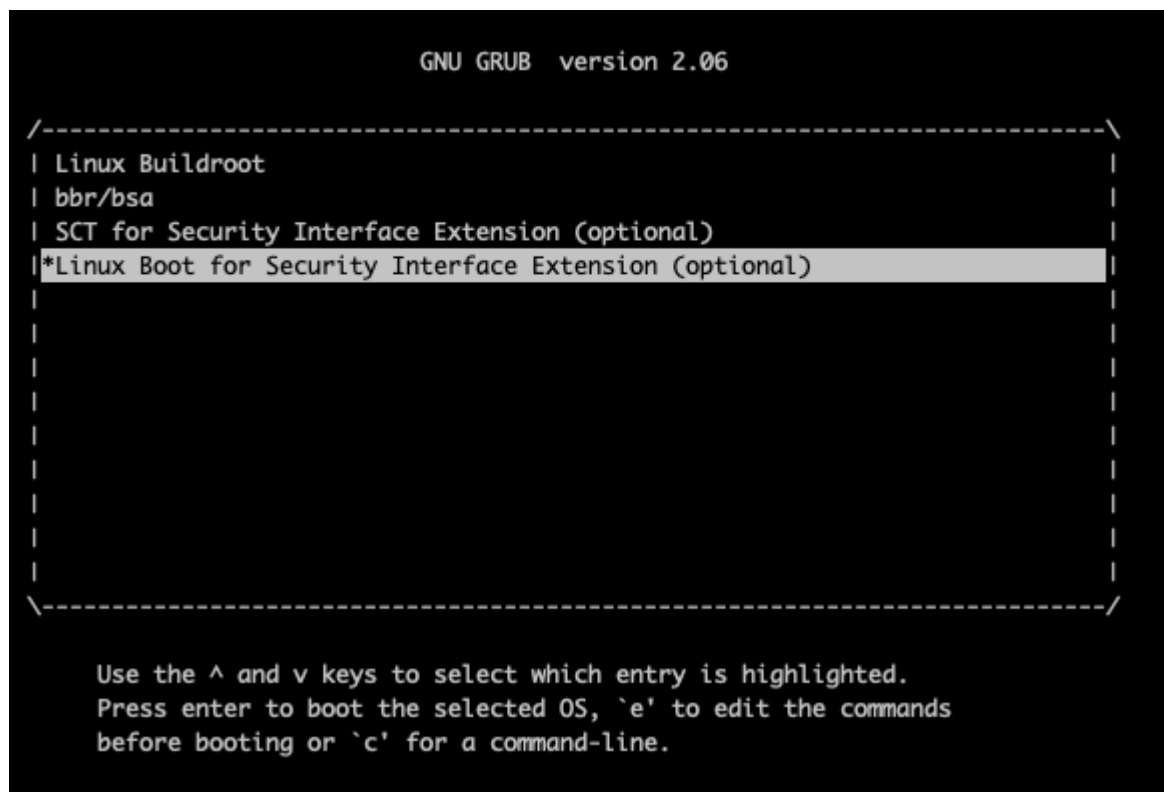 GNU GRUB  version 2.06
/----------------------------------------------------------------------------\
| Linux Buildroot |
| bbr/bsa |
| SCT for Security Interface Extension (optional) |
|*Linux Boot for Security Interface Extension (optional) |
| |
| |
| |
| |
| |
| |
| |
| |
| |
\----------------------------------------------------------------------------/
Use the ^ and v keys to select which entry is highlighted.
Press enter to boot the selected OS, `e' to edit the commands
before booting or `c' for a command-line.